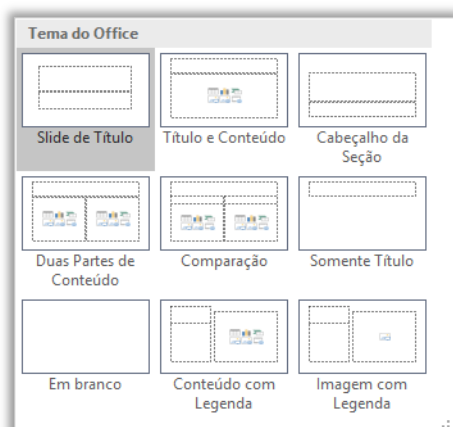 Tema do Office
Slide de Título
Título e Conteúdo
Cabeçalho da
Seção
Duas Partes de
Conteúdo
Comparação
Somente Título
Em branco
Conteúdo com
Legenda
Imagem com
Legenda